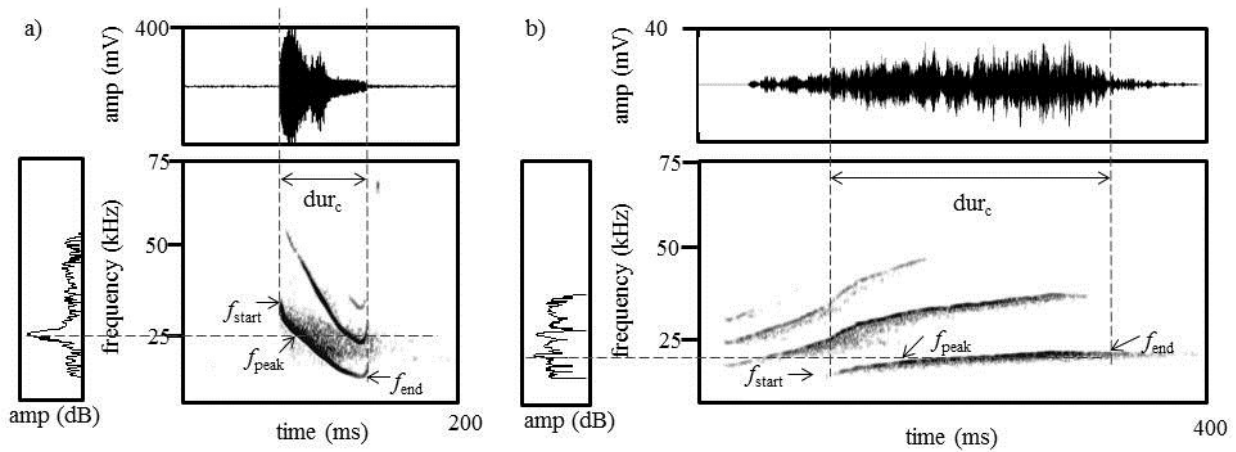 a)
400
amp (mV)
75
50
25
frequency (kHz)
dur_c
f_start
f_peak
f_end
amp (dB)
time (ms)
200
b)
40
amp (mV)
75
50
25
frequency (kHz)
dur_c
f_start
f_peak
f_end
amp (dB)
time (ms)
400